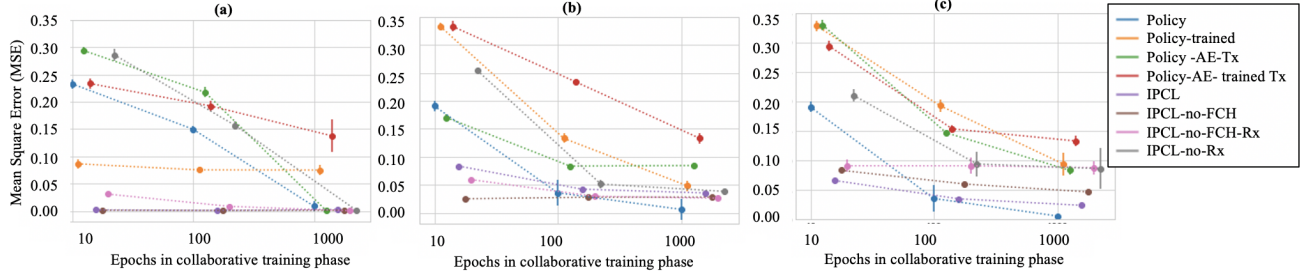 (a)
(b)
(c)
Mean Square Error (MSE)
0.30
0.25
0.20
0.15
0.10
0.05
0.00
10
100
1000
Epochs in collaborative training phase
0.35
0.30
0.25
0.20
0.15
0.10
0.05
0.00
10
100
1000
Epochs in collaborative training phase
0.35
0.30
0.25
0.20
0.15
0.10
0.05
0.00
10
100
1000
Epochs in collaborative training phase
Policy
Policy-trained
Policy -AE-Tx
Policy-AE- trained Tx
IPCL
IPCL-no-FCH
IPCL-no-FCH-Rx
IPCL-no-Rx